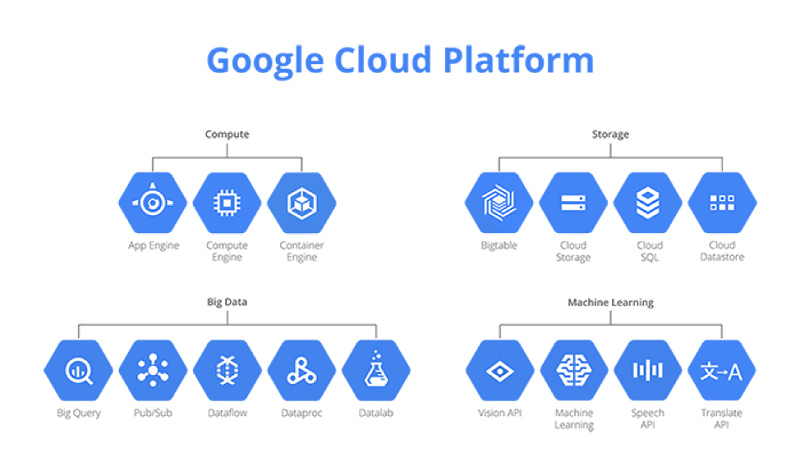 Google Cloud Platform
Compute
App Engine
Compute
Engine
Container
Engine
Storage
Bigtable
Cloud
Storage
Cloud
SQL
Cloud
Datastore
Big Data
Big Query
Pub/Sub
Dataflow
Dataproc
Datalab
Machine Learning
Vision API
Machine
Learning
Speech
API
Translate
API
文→A